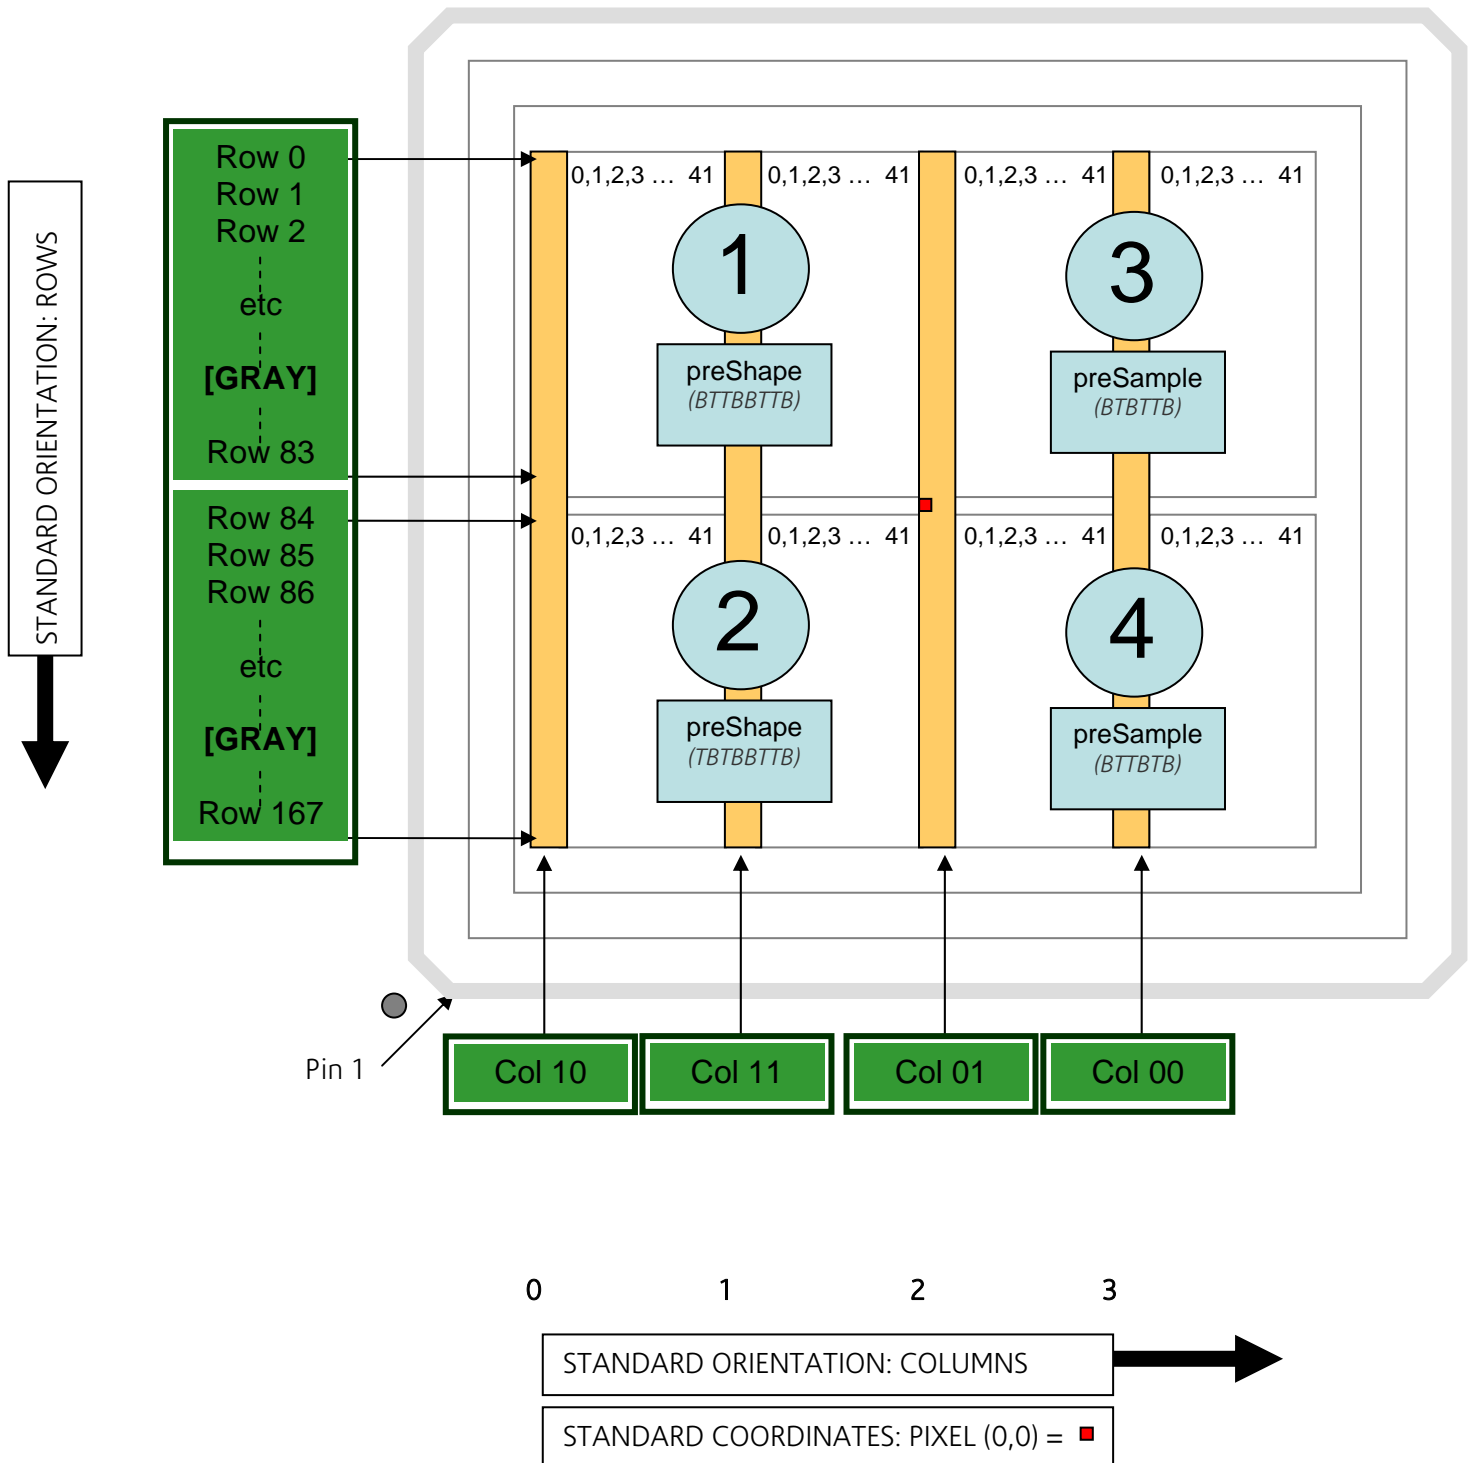 STANDARD ORIENTATION: ROWS
Row 0
Row 1
Row 2
etc
[GRAY]
Row 83
Row 84
Row 85
Row 86
etc
[GRAY]
Row 167
0,1,2,3 … 41
0,1,2,3 … 41
0,1,2,3 … 41
0,1,2,3 … 41
1
preShape
(BTTBBTTB)
3
preSample
(BTBTTB)
0,1,2,3 … 41
0,1,2,3 … 41
0,1,2,3 … 41
0,1,2,3 … 41
2
preShape
(TBTBBTTB)
4
preSample
(BTTBTB)
Pin 1
Col 10
Col 11
Col 01
Col 00
0 1 2 3
STANDARD ORIENTATION: COLUMNS
STANDARD COORDINATES: PIXEL (0,0) =